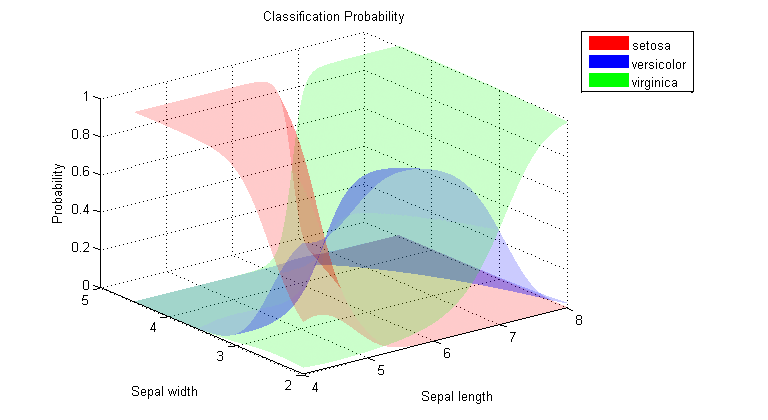 Classification Probability
setosa
versicolor
virginica
Probability
1
0.8
0.6
0.4
0.2
0
5
4
3
2
Sepal width
4
5
6
7
8
Sepal length